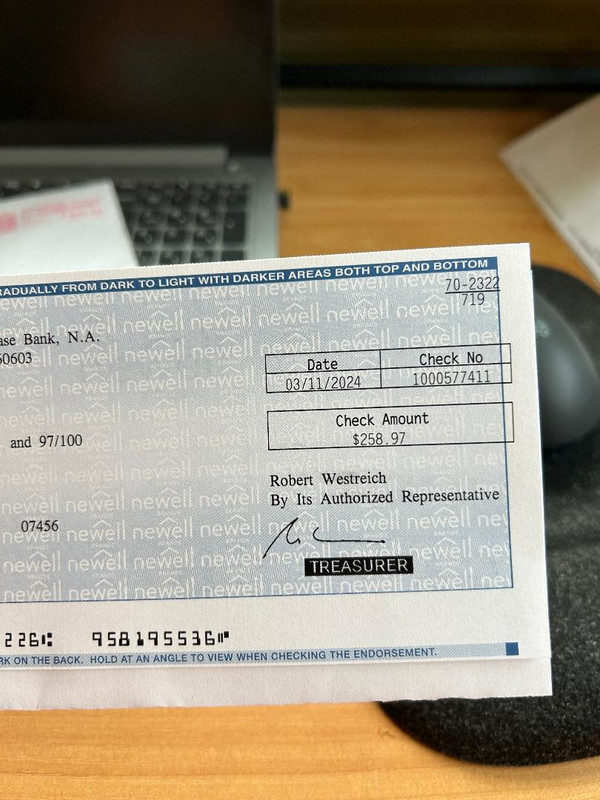 RADUALLY FROM DARK TO LIGHT WITH DARKER AREAS BOTH TOP AND BOTTOM
70-2322
719
ase Bank, N.A.
60603
Date Check No
03/11/2024 1000577411
Check Amount
$258.97
and 97/100
Robert Westreich
By Its Authorized Representative
07456
TREASURER
newell
226⑆ 958195536⑈
RK ON THE BACK. HOLD AT AN ANGLE TO VIEW WHEN CHECKING THE ENDORSEMENT.